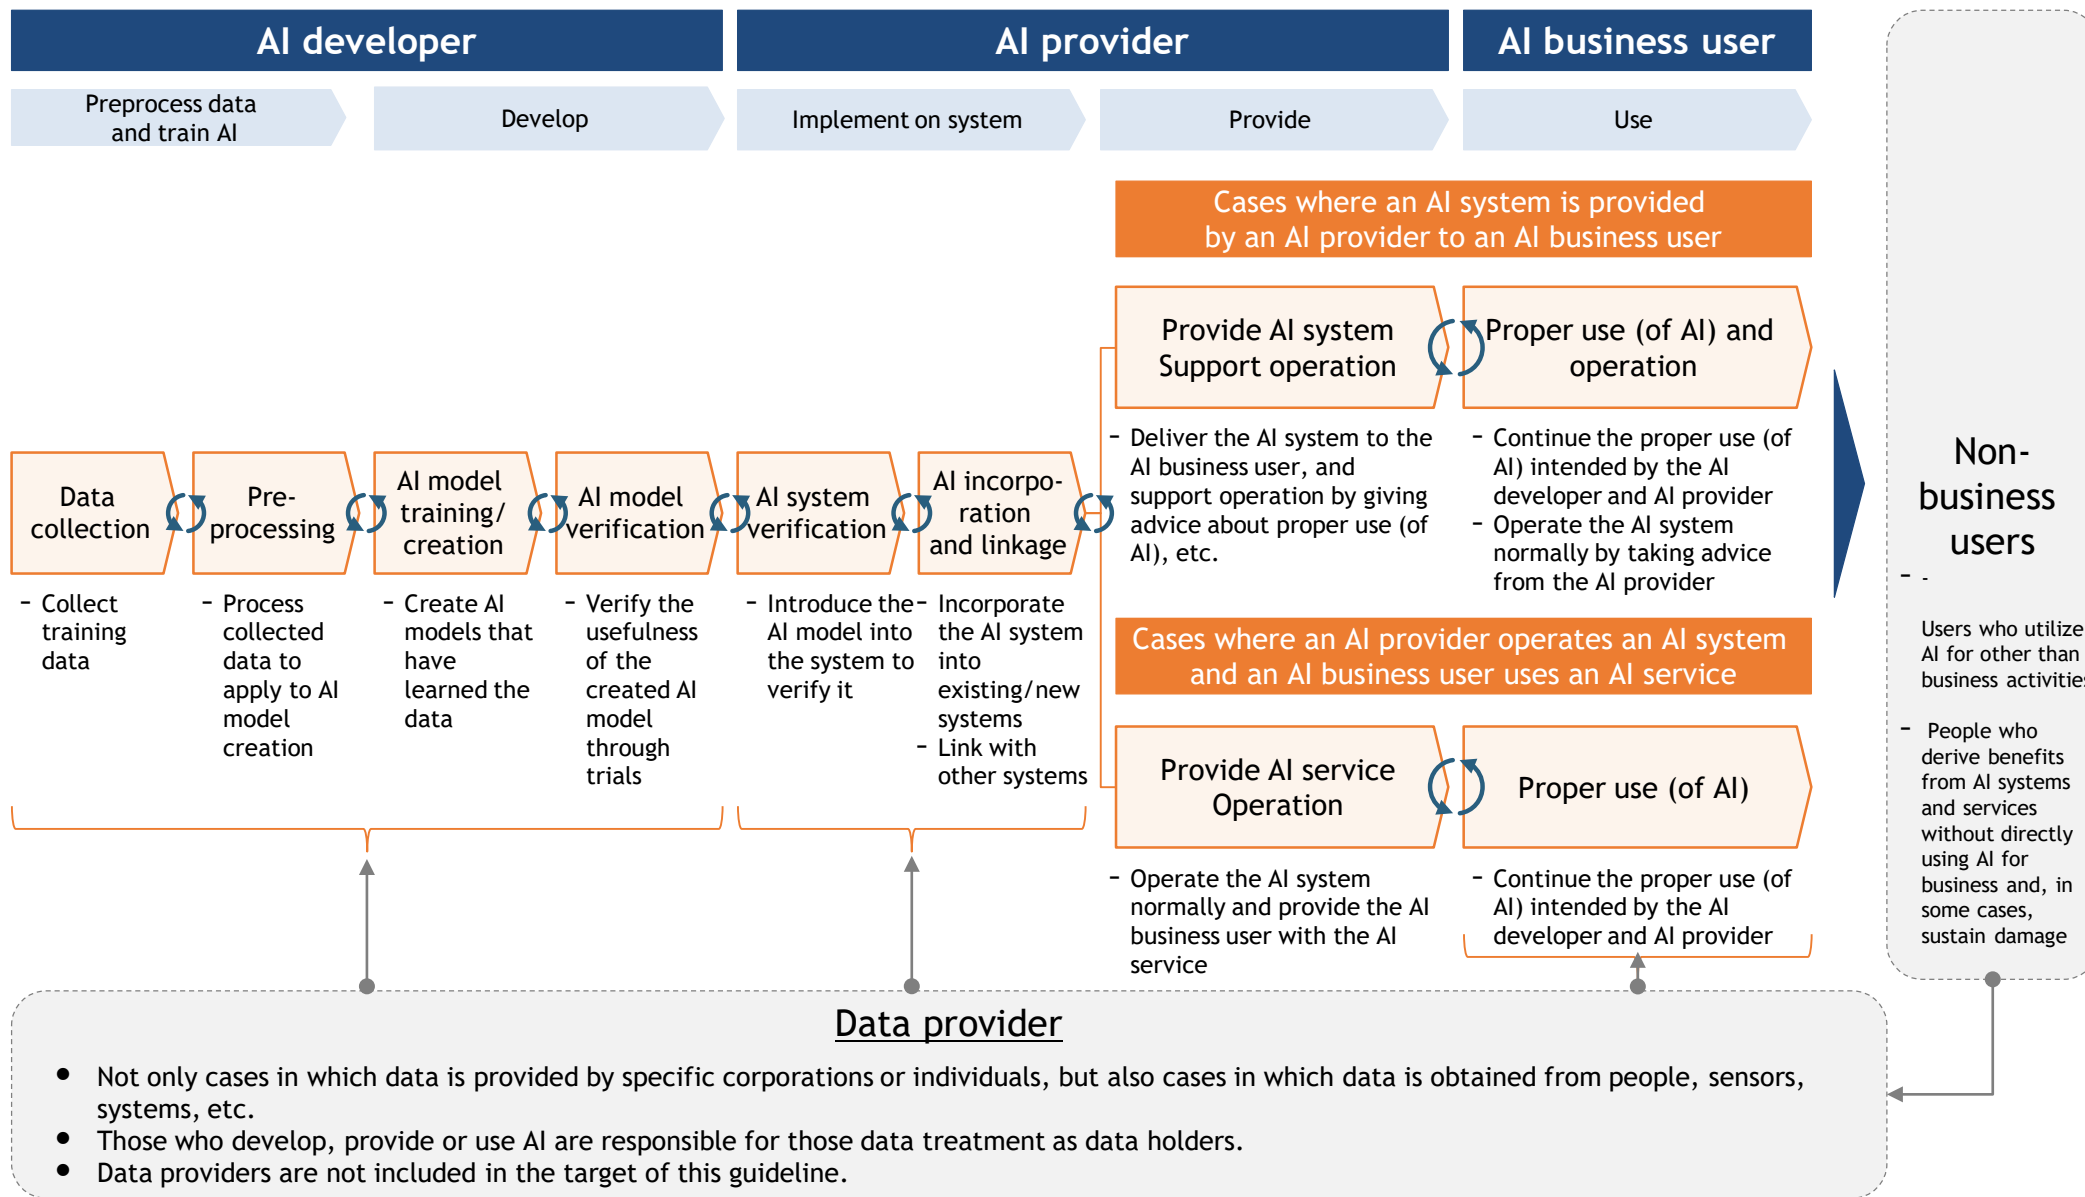 AI developer
AI provider
AI business user
Preprocess data
and train AI
Develop
Implement on system
Provide
Use
Cases where an AI system is provided
by an AI provider to an AI business user
Provide AI system
Support operation
Proper use (of AI) and
operation
- Deliver the AI system to the
AI business user, and
support operation by giving
advice about proper use (of
AI), etc.
- Continue the proper use (of
AI) intended by the AI
developer and AI provider
- Operate the AI system
normally by taking advice
from the AI provider
Data
collection
Pre-
processing
AI model
training/
creation
AI model
verification
AI system
verification
AI incorpo-
ration
and linkage
- Collect
training
data
- Process
collected
data to
apply to AI
model
creation
- Create AI
models that
have
learned the
data
- Verify the
usefulness
of the
created AI
model
through
trials
- Introduce the
AI model into
the system to
verify it
- Incorporate
the AI system
into
existing/new
systems
- Link with
other systems
Cases where an AI provider operates an AI system
and an AI business user uses an AI service
Provide AI service
Operation
Proper use (of AI)
- Operate the AI system
normally and provide the AI
business user with the AI
service
- Continue the proper use (of
AI) intended by the AI
developer and AI provider
Non-
business
users
- -
Users who utilize
AI for other than
business activities
- People who
derive benefits
from AI systems
and services
without directly
using AI for
business and, in
some cases,
sustain damage
Data provider
• Not only cases in which data is provided by specific corporations or individuals, but also cases in which data is obtained from people, sensors,
systems, etc.
• Those who develop, provide or use AI are responsible for those data treatment as data holders.
• Data providers are not included in the target of this guideline.